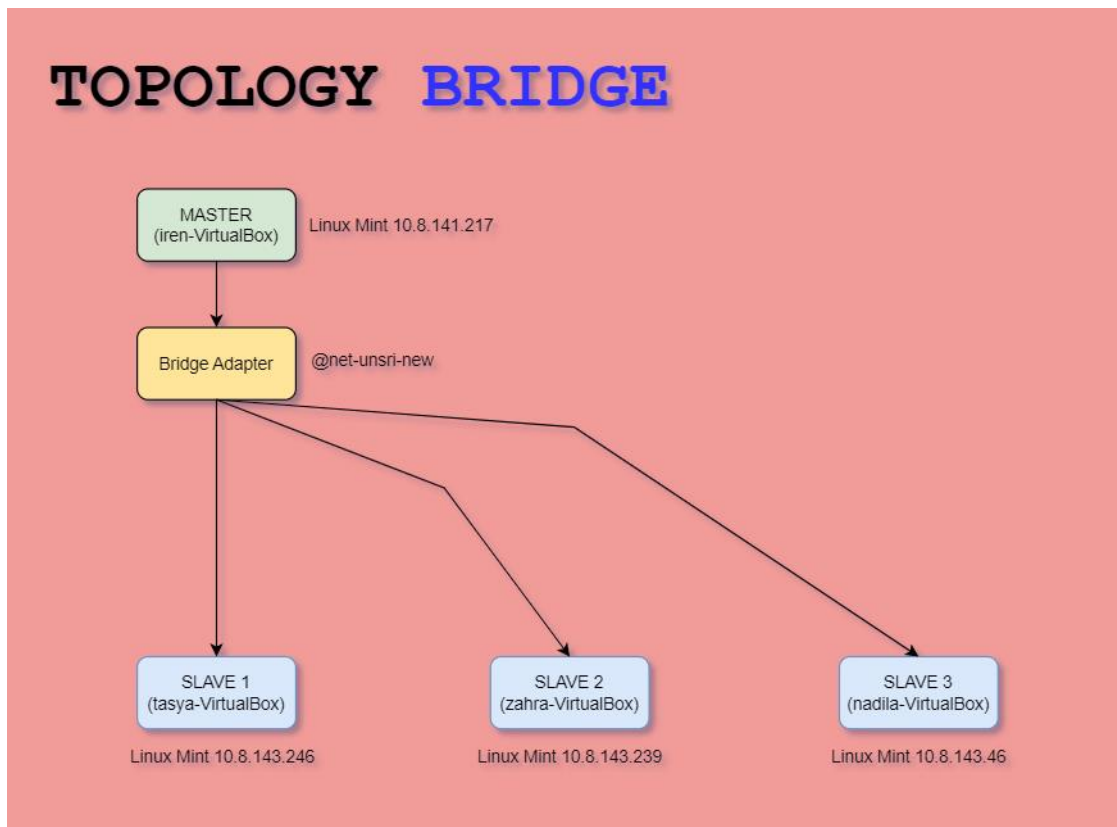 TOPOLOGY BRIDGE
MASTER
(iren-VirtualBox)
Linux Mint 10.8.141.217
Bridge Adapter
@net-unsri-new
SLAVE 1
(tasya-VirtualBox)
Linux Mint 10.8.143.246
SLAVE 2
(zahra-VirtualBox)
Linux Mint 10.8.143.239
SLAVE 3
(nadila-VirtualBox)
Linux Mint 10.8.143.46